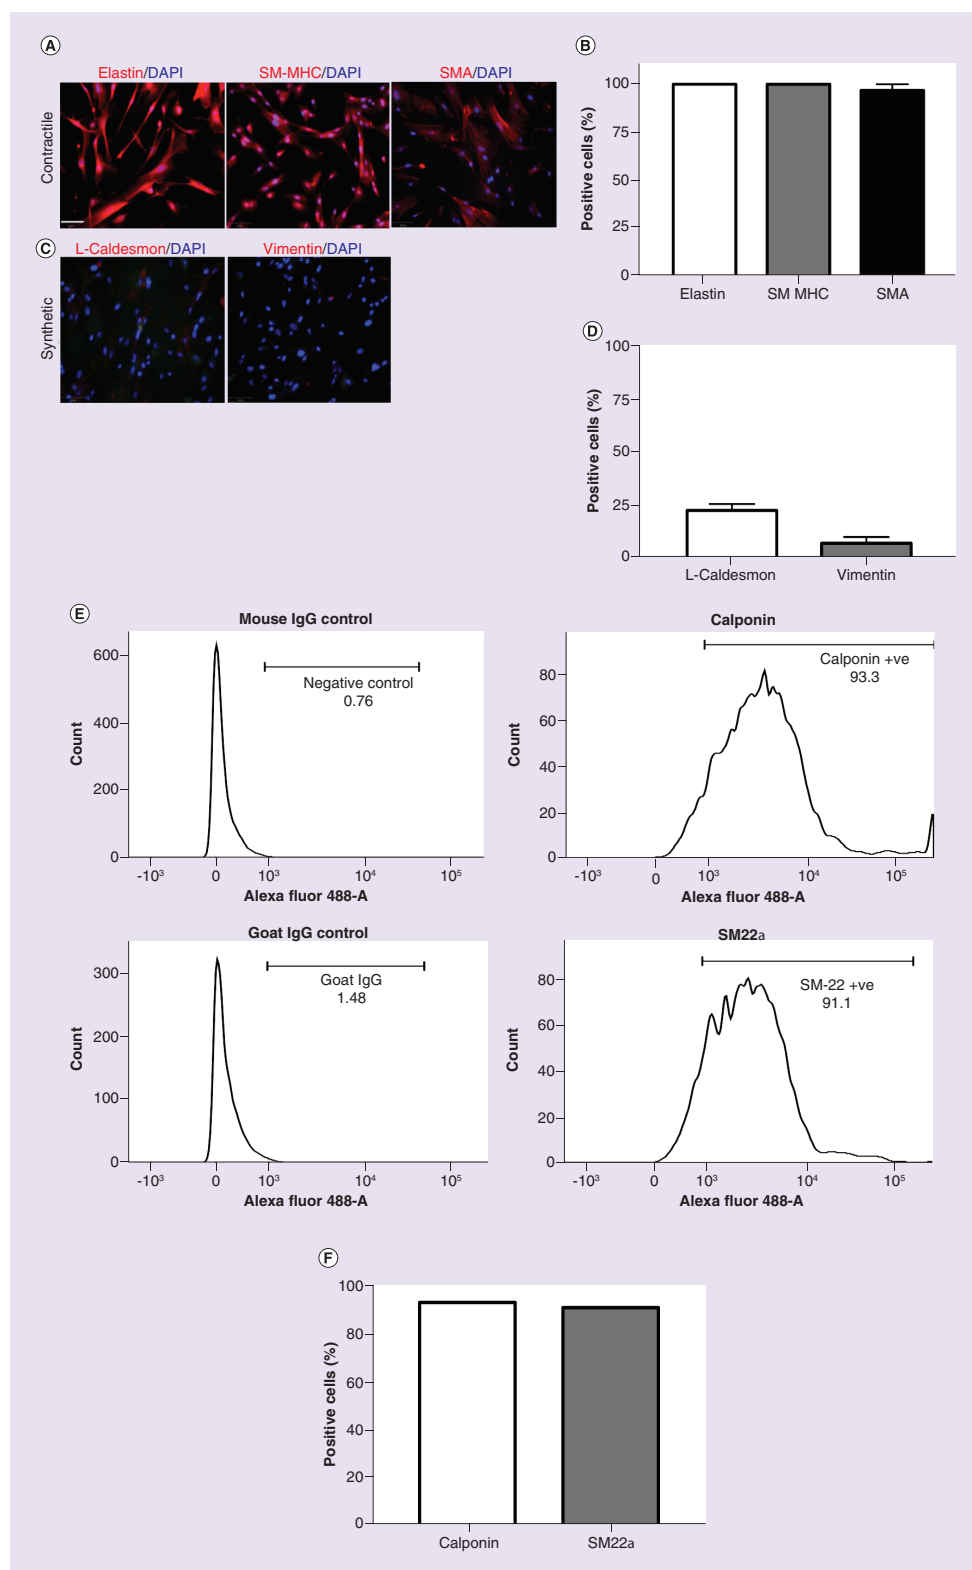 A
Elastin/DAPI
SM-MHC/DAPI
SMA/DAPI
Contractile
B
Positive cells (%)
100
75
50
25
0
Elastin
SM MHC
SMA
C
L-Caldesmon/DAPI
Vimentin/DAPI
Synthetic
D
Positive cells (%)
100
75
50
25
0
L-Caldesmon
Vimentin
E
Mouse IgG control
Count
600
400
200
0
Negative control
0.76
-10³ 0 10³ 10⁴ 10⁵
Alexa fluor 488-A
Calponin
Count
80
60
40
20
0
Calponin +ve
93.3
-10³ 0 10³ 10⁴ 10⁵
Alexa fluor 488-A
Goat IgG control
Count
300
200
100
0
Goat IgG
1.48
-10³ 0 10³ 10⁴ 10⁵
Alexa fluor 488-A
SM22a
Count
80
60
40
20
0
SM-22 +ve
91.1
-10³ 0 10³ 10⁴ 10⁵
Alexa fluor 488-A
F
Positive cells (%)
100
80
60
40
20
0
Calponin
SM22a